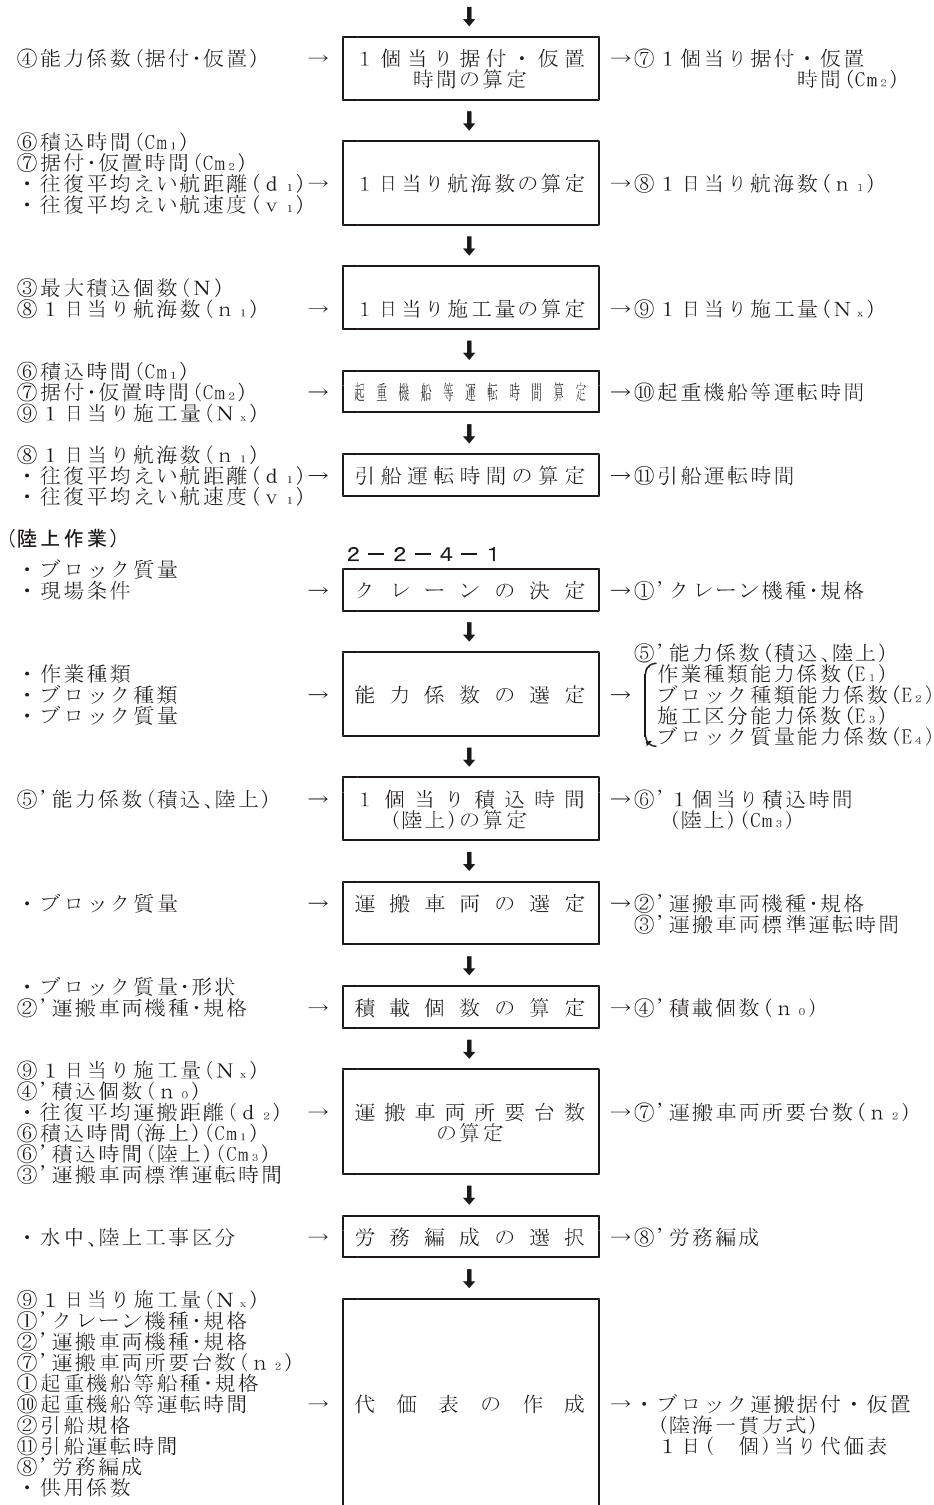 ④能力係数(据付・仮置) → 1個当り据付・仮置 →⑦1個当り据付・仮置
時間の算定 時間(Cm₂)
⑥積込時間(Cm₁)
⑦据付・仮置時間(Cm₂)
・往復平均えい航距離(d₁)→ 1日当り航海数の算定 →⑧1日当り航海数(n₁)
・往復平均えい航速度(v₁)
③最大積込個数(N)
⑧1日当り航海数(n₁) → 1日当り施工量の算定 →⑨1日当り施工量(Nₓ)
⑥積込時間(Cm₁)
⑦据付・仮置時間(Cm₂) → 起重機船等運転時間算定 →⑩起重機船等運転時間
⑨1日当り施工量(Nₓ)
⑧1日当り航海数(n₁)
・往復平均えい航距離(d₁)→ 引船運転時間の算定 →⑪引船運転時間
・往復平均えい航速度(v₁)
(陸上作業)
2－2－4－1
・ブロック質量
・現場条件 → クレーンの決定 →①'クレーン機種・規格
⑤'能力係数(積込、陸上)
・作業種類 作業種類能力係数(E₁)
・ブロック種類 → 能力係数の選定 → ブロック種類能力係数(E₂)
・ブロック質量 施工区分能力係数(E₃)
ブロック質量能力係数(E₄)
⑤'能力係数(積込、陸上) → 1個当り積込時間 →⑥'1個当り積込時間
(陸上)の算定 (陸上)(Cm₃)
・ブロック質量 → 運搬車両の選定 →②'運搬車両機種・規格
③'運搬車両標準運転時間
・ブロック質量・形状
②'運搬車両機種・規格 → 積載個数の算定 →④'積載個数(n₀)
⑨1日当り施工量(Nₓ)
④'積込個数(n₀)
・往復平均運搬距離(d₂) → 運搬車両所要台数 →⑦'運搬車両所要台数(n₂)
⑥積込時間(海上)(Cm₁) の算定
⑥'積込時間(陸上)(Cm₃)
③'運搬車両標準運転時間
・水中、陸上工事区分 → 労務編成の選択 →⑧'労務編成
⑨1日当り施工量(Nₓ)
①'クレーン機種・規格
②'運搬車両機種・規格
⑦'運搬車両所要台数(n₂)
①起重機船等船種・規格
⑩起重機船等運転時間 → 代価表の作成 →・ブロック運搬据付・仮置
②引船規格 (陸海一貫方式)
⑪引船運転時間 1日(　個)当り代価表
⑧'労務編成
・供用係数